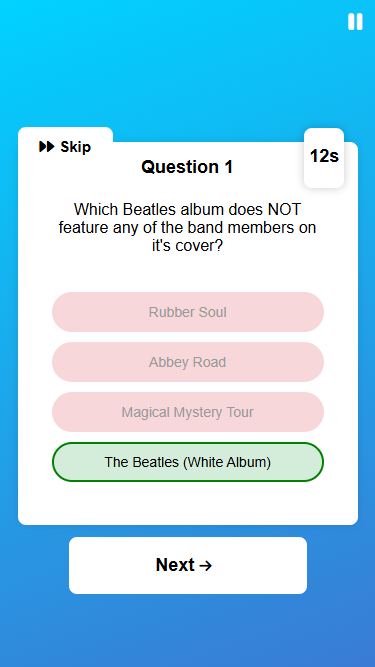 Skip
12s
Question 1
Which Beatles album does NOT
feature any of the band members on
it's cover?
Rubber Soul
Abbey Road
Magical Mystery Tour
The Beatles (White Album)
Next →